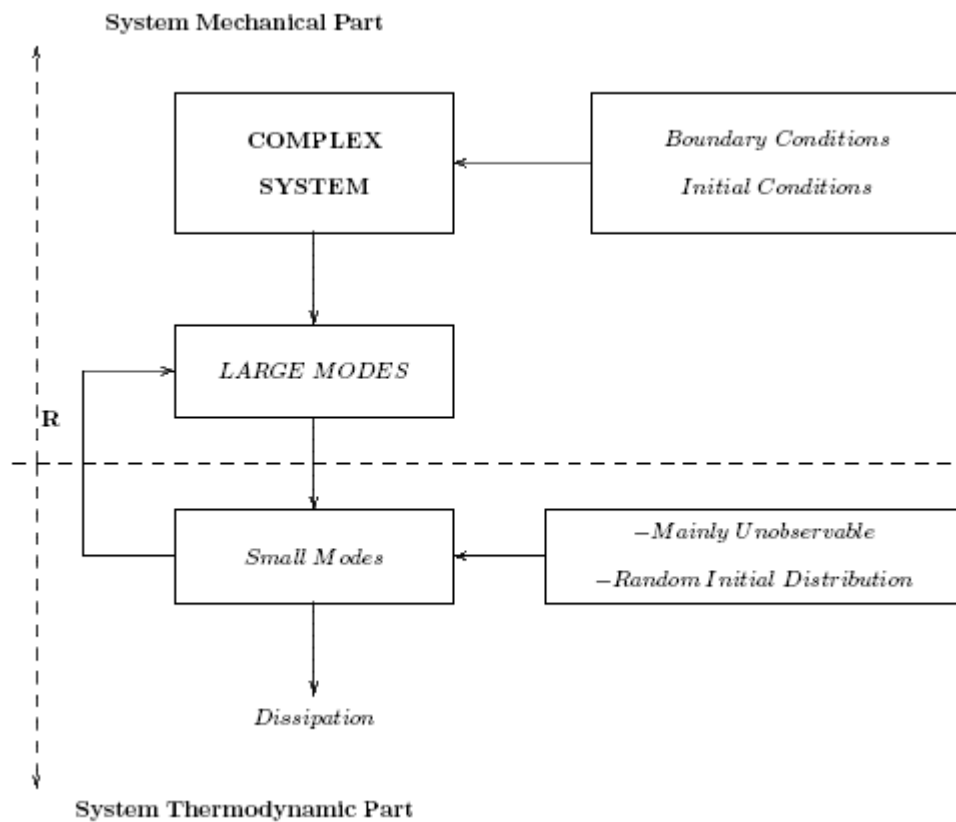 System Mechanical Part
COMPLEX
SYSTEM
Boundary Conditions
Initial Conditions
LARGE MODES
R
Small Modes
−Mainly Unobservable
−Random Initial Distribution
Dissipation
System Thermodynamic Part